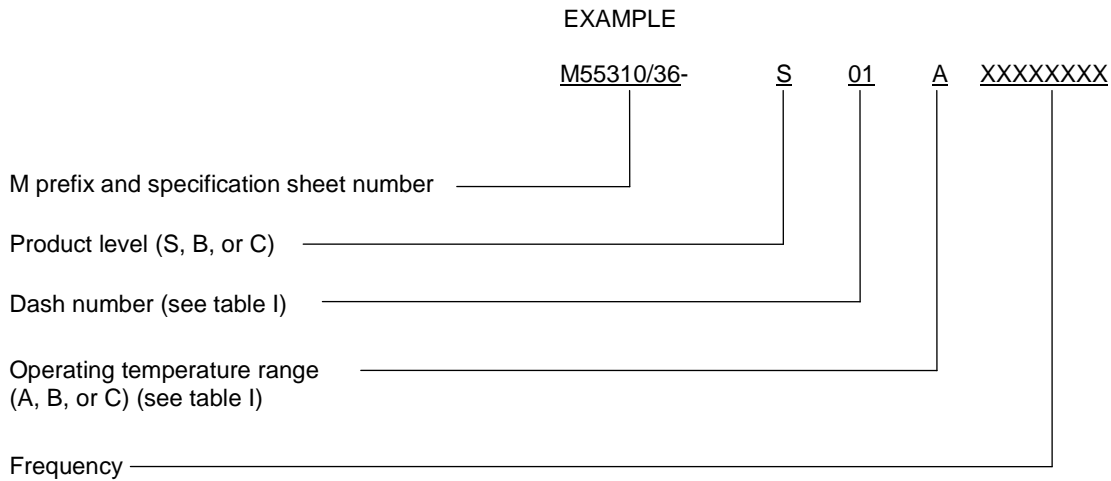 EXAMPLE
M55310/36- S 01 A XXXXXXXX
M prefix and specification sheet number
Product level (S, B, or C)
Dash number (see table I)
Operating temperature range
(A, B, or C) (see table I)
Frequency